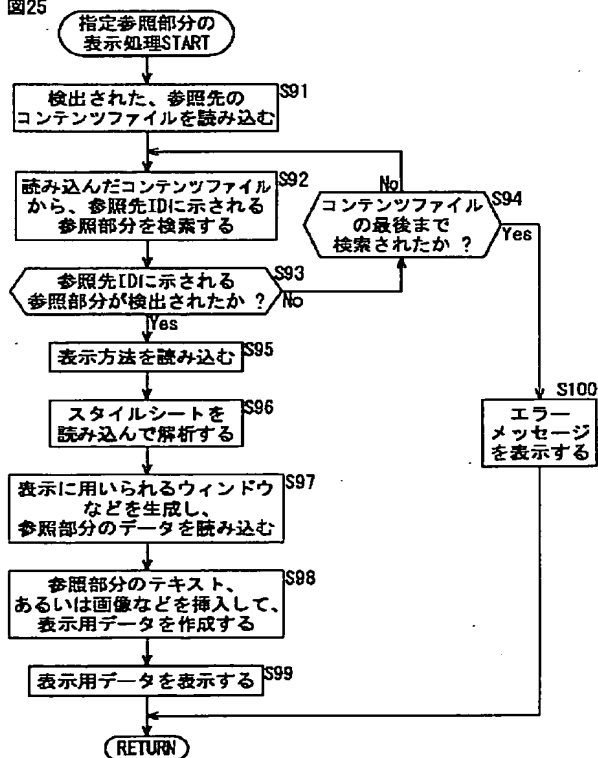 図25
指定参照部分の
表示処理START
検出された、参照先の
コンテンツファイルを読み込む
S91
読み込んだコンテンツファイル
から、参照先IDに示される
参照部分を検索する
S92
No
コンテンツファイル
の最後まで
検索されたか ?
S94
Yes
参照先IDに示される
参照部分が検出されたか ?
S93
No
Yes
表示方法を読み込む
S95
スタイルシートを
読み込んで解析する
S96
S100
エラー
メッセージ
を表示する
表示に用いられるウィンドウ
などを生成し、
参照部分のデータを読み込む
S97
参照部分のテキスト、
あるいは画像などを挿入して、
表示用データを作成する
S98
表示用データを表示する
S99
RETURN